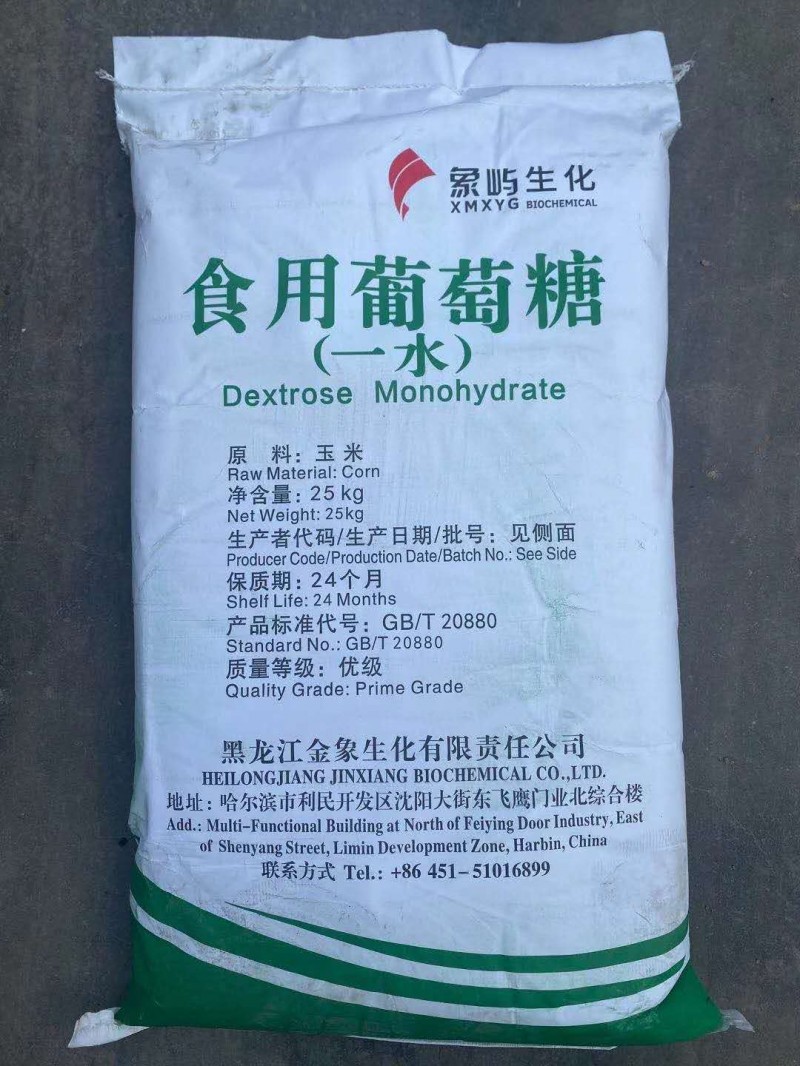 象屿生化
XMXYG BIOCHEMICAL
食用葡萄糖
(一水)
Dextrose Monohydrate
原 料：玉米
Raw Material: Corn
净含量：25 kg
Net Weight: 25kg
生产者代码/生产日期/批号：见侧面
Producer Code/Production Date/Batch No.: See Side
保质期：24个月
Shelf Life: 24 Months
产品标准代号：GB/T 20880
Standard No.: GB/T 20880
质量等级：优级
Quality Grade: Prime Grade
黑龙江金象生化有限责任公司
HEILONGJIANG JINXIANG BIOCHEMICAL CO.,LTD.
地址：哈尔滨市利民开发区沈阳大街东飞鹰门业北综合楼
Add.: Multi-Functional Building at North of Feiying Door Industry, East
of Shenyang Street, Limin Development Zone, Harbin, China
联系方式 Tel.: +86 451-51016899